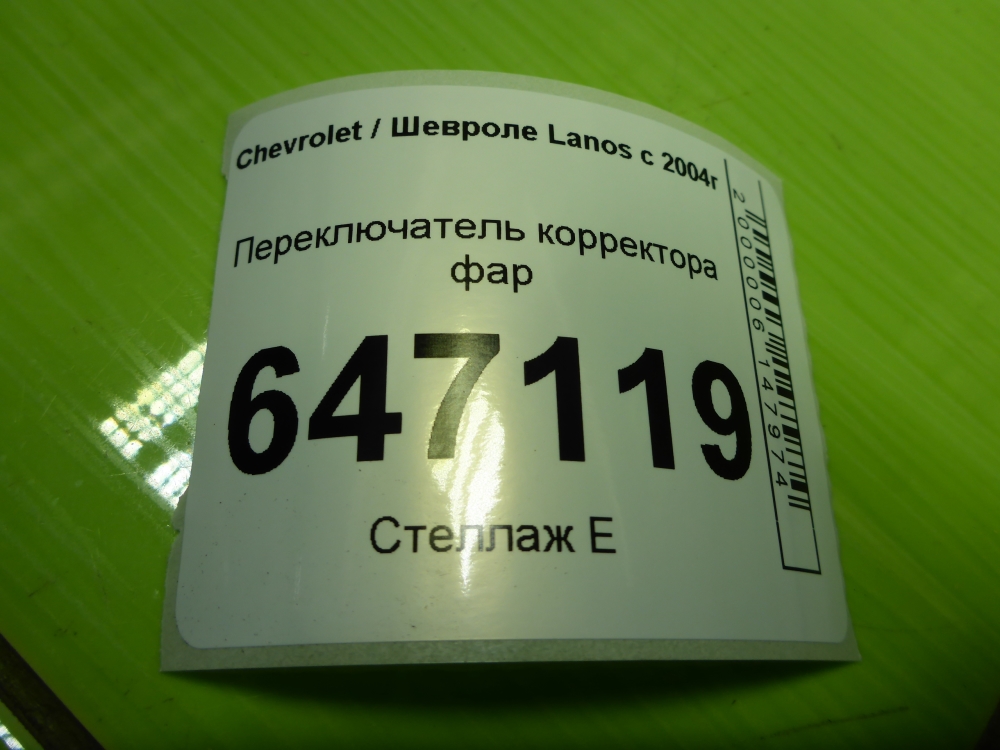 Chevrolet / Шевроле Lanos с 2004г
Переключатель корректора
фар
647119
Стеллаж Е
2000006147974